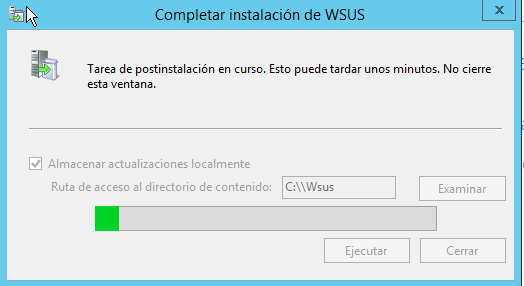 Completar instalación de WSUS
Tarea de postinstalación en curso. Esto puede tardar unos minutos. No cierre
esta ventana.
Almacenar actualizaciones localmente
Ruta de acceso al directorio de contenido: C:\\Wsus Examinar
Ejecutar Cerrar